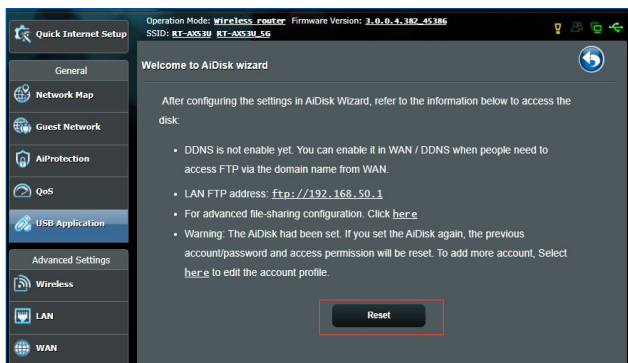 Quick Internet Setup
General
Network Map
Guest Network
AiProtection
QoS
USB Application
Advanced Settings
Wireless
LAN
WAN
Operation Mode: Wireless router Firmware Version: 3.0.0.4.382_45386
SSID: RT-AX53U RT-AX53U_5G
Welcome to AiDisk wizard
After configuring the settings in AiDisk Wizard, refer to the information below to access the
disk:
• DDNS is not enable yet. You can enable it in WAN / DDNS when people need to
access FTP via the domain name from WAN.
• LAN FTP address: ftp://192.168.50.1
• For advanced file-sharing configuration. Click here
• Warning: The AiDisk had been set. If you set the AiDisk again, the previous
account/password and access permission will be reset. To add more account, Select
here to edit the account profile.
Reset